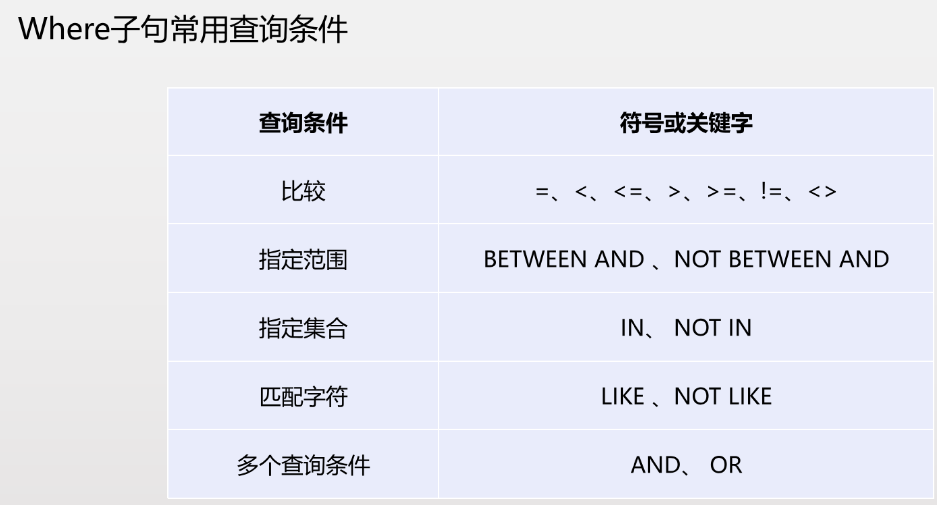 Where子句常用查询条件
查询条件 符号或关键字
比较 =、<、<=、>、>=、!=、<>
指定范围 BETWEEN AND 、NOT BETWEEN AND
指定集合 IN、 NOT IN
匹配字符 LIKE 、NOT LIKE
多个查询条件 AND、 OR